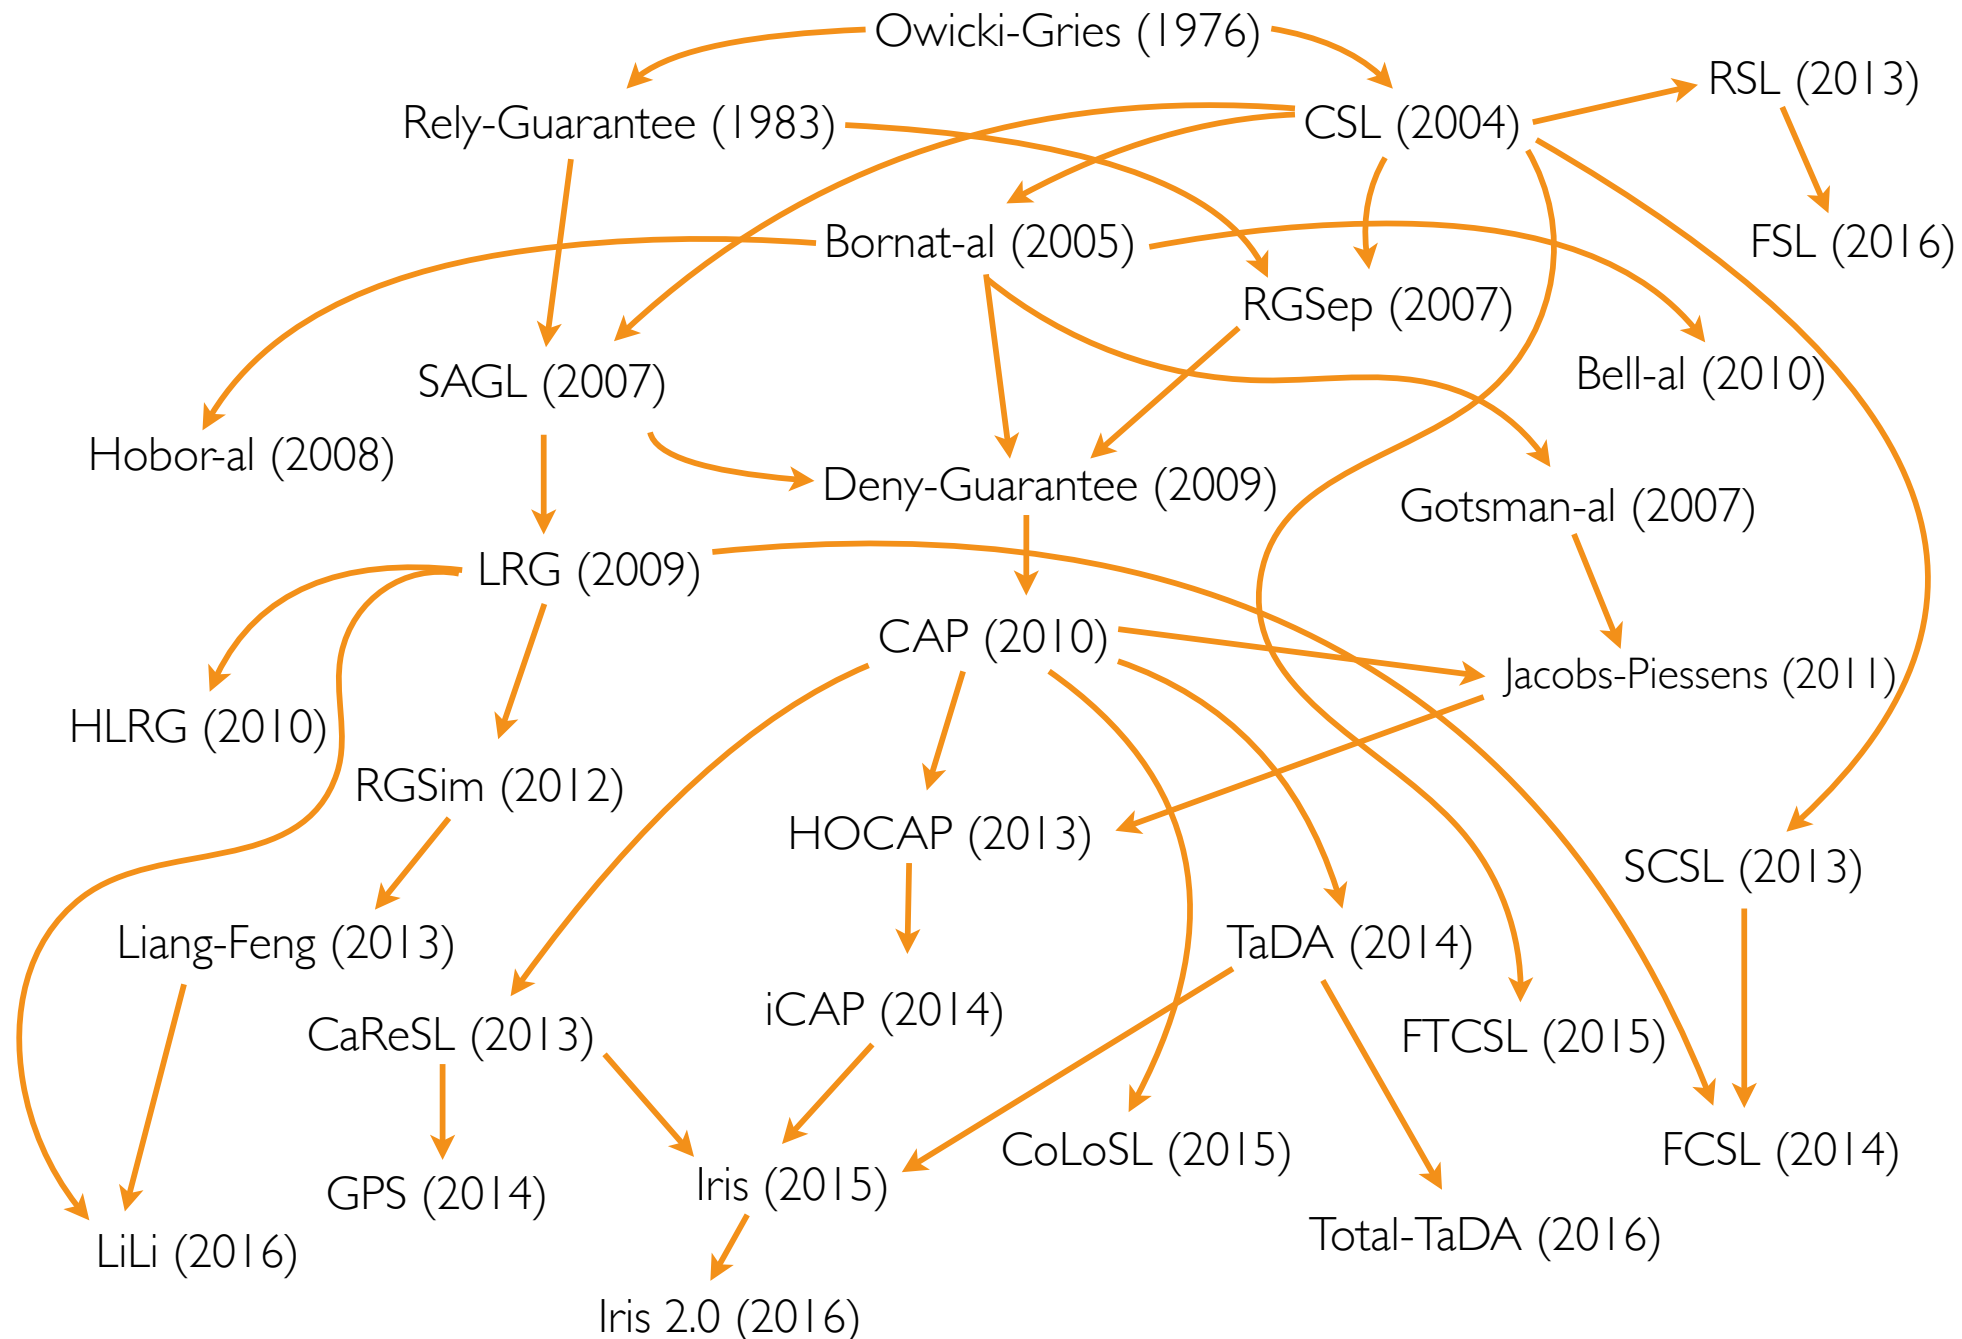 Owicki-Gries (1976)
RSL (2013)
Rely-Guarantee (1983)
CSL (2004)
Bornat-al (2005)
FSL (2016)
RGSep (2007)
SAGL (2007)
Bell-al (2010)
Hobor-al (2008)
Deny-Guarantee (2009)
Gotsman-al (2007)
LRG (2009)
CAP (2010)
Jacobs-Piessens (2011)
HLRG (2010)
RGSim (2012)
HOCAP (2013)
SCSL (2013)
Liang-Feng (2013)
TaDA (2014)
iCAP (2014)
CaReSL (2013)
FTCSL (2015)
CoLoSL (2015)
FCSL (2014)
Iris (2015)
GPS (2014)
Total-TaDA (2016)
LiLi (2016)
Iris 2.0 (2016)